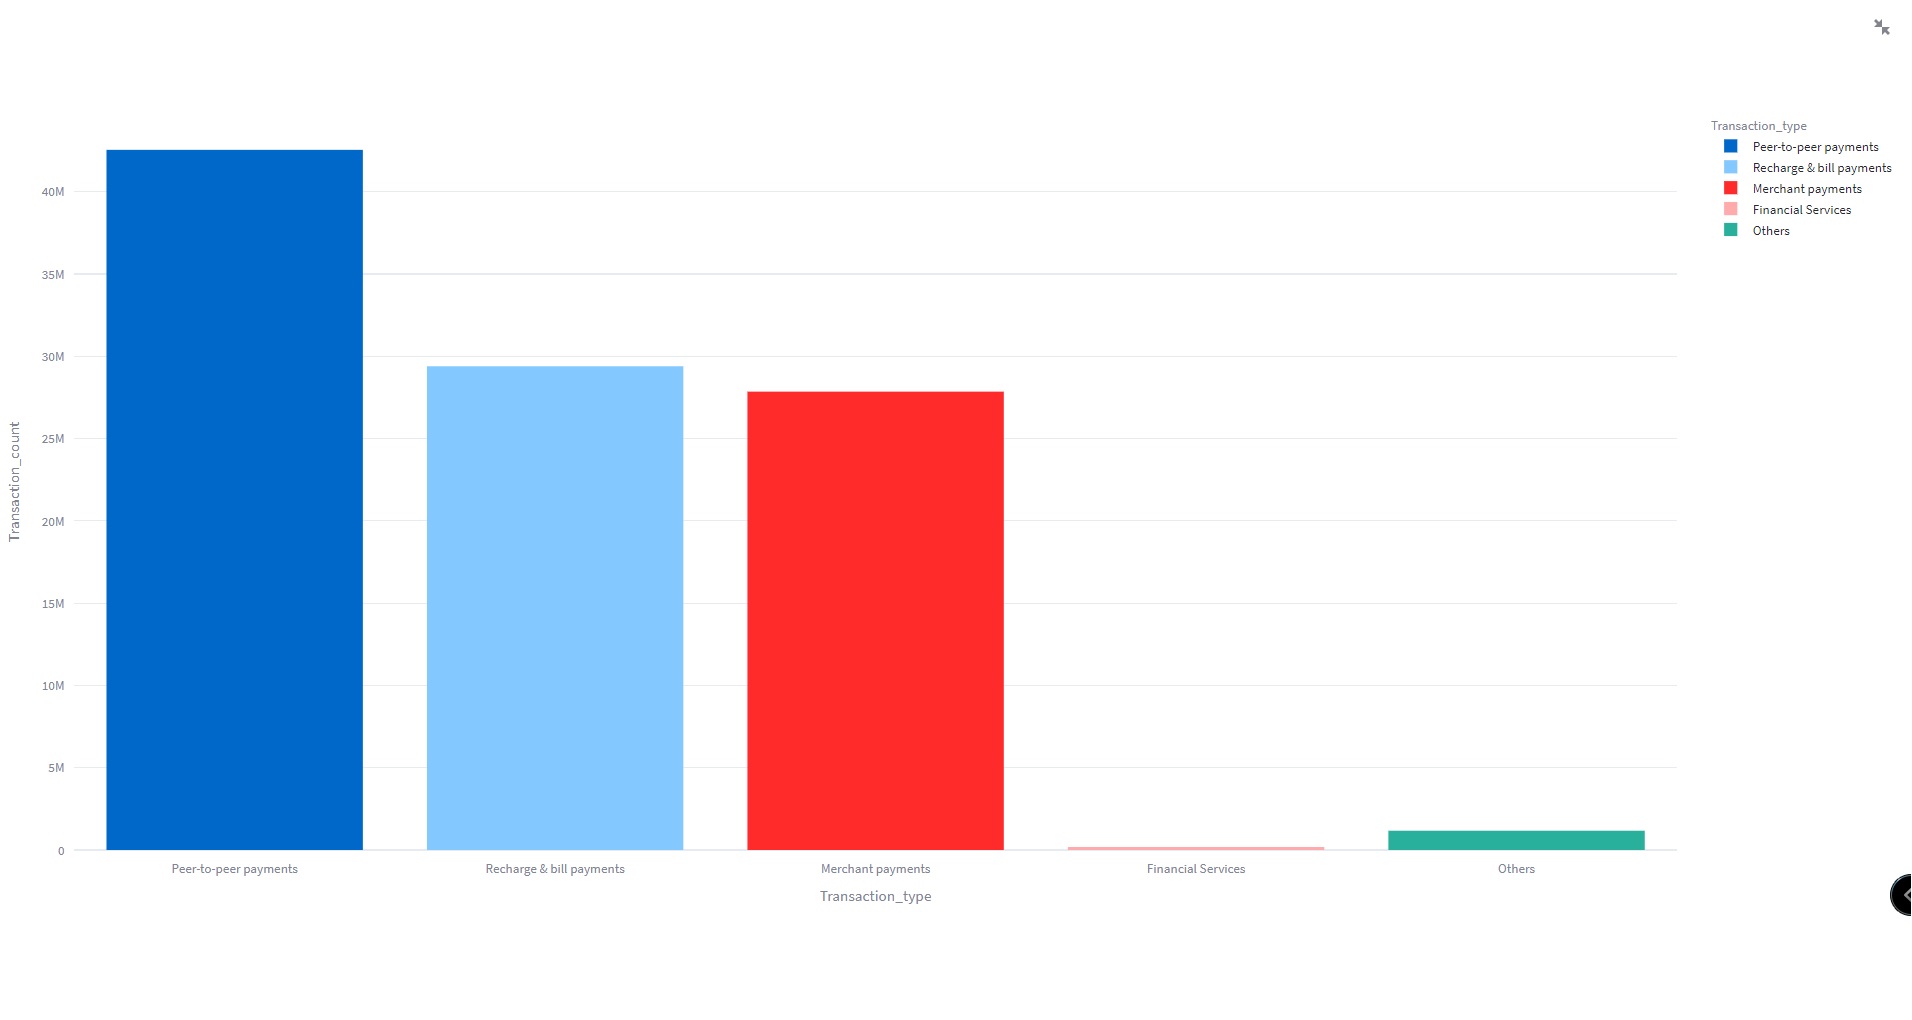 Transaction_type
Peer-to-peer payments
Recharge & bill payments
Merchant payments
Financial Services
Others
40M
35M
30M
25M
20M
15M
10M
5M
0
Transaction_count
Peer-to-peer payments
Recharge & bill payments
Merchant payments
Financial Services
Others
Transaction_type